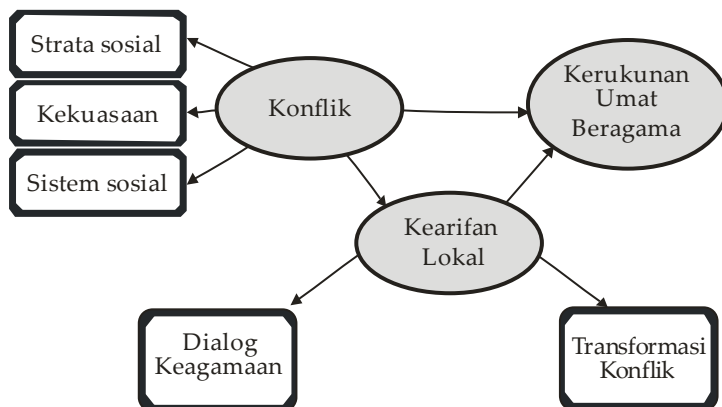 Strata sosial
Kekuasaan
Sistem sosial
Konflik
Kerukunan
Umat
Beragama
Kearifan
Lokal
Dialog
Keagamaan
Transformasi
Konflik